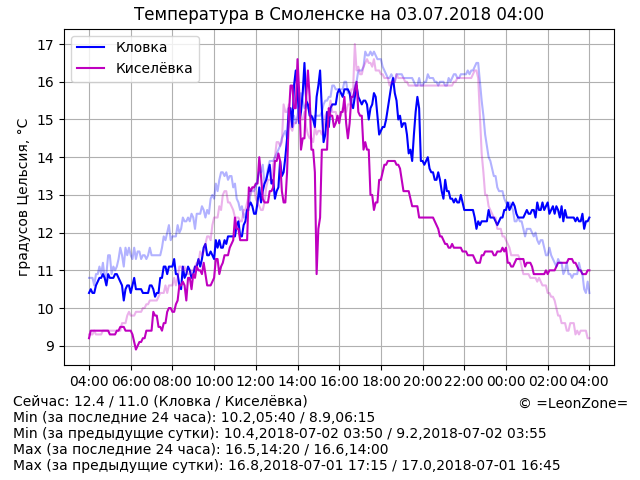 Температура в Смоленске на 03.07.2018 04:00
Кловка
Киселёвка
градусов Цельсия, °C
17
16
15
14
13
12
11
10
9
04:00 06:00 08:00 10:00 12:00 14:00 16:00 18:00 20:00 22:00 00:00 02:00 04:00
Сейчас: 12.4 / 11.0 (Кловка / Киселёвка)
© =LeonZone=
Min (за последние 24 часа): 10.2,05:40 / 8.9,06:15
Min (за предыдущие сутки): 10.4,2018-07-02 03:50 / 9.2,2018-07-02 03:55
Max (за последние 24 часа): 16.5,14:20 / 16.6,14:00
Max (за предыдущие сутки): 16.8,2018-07-01 17:15 / 17.0,2018-07-01 16:45